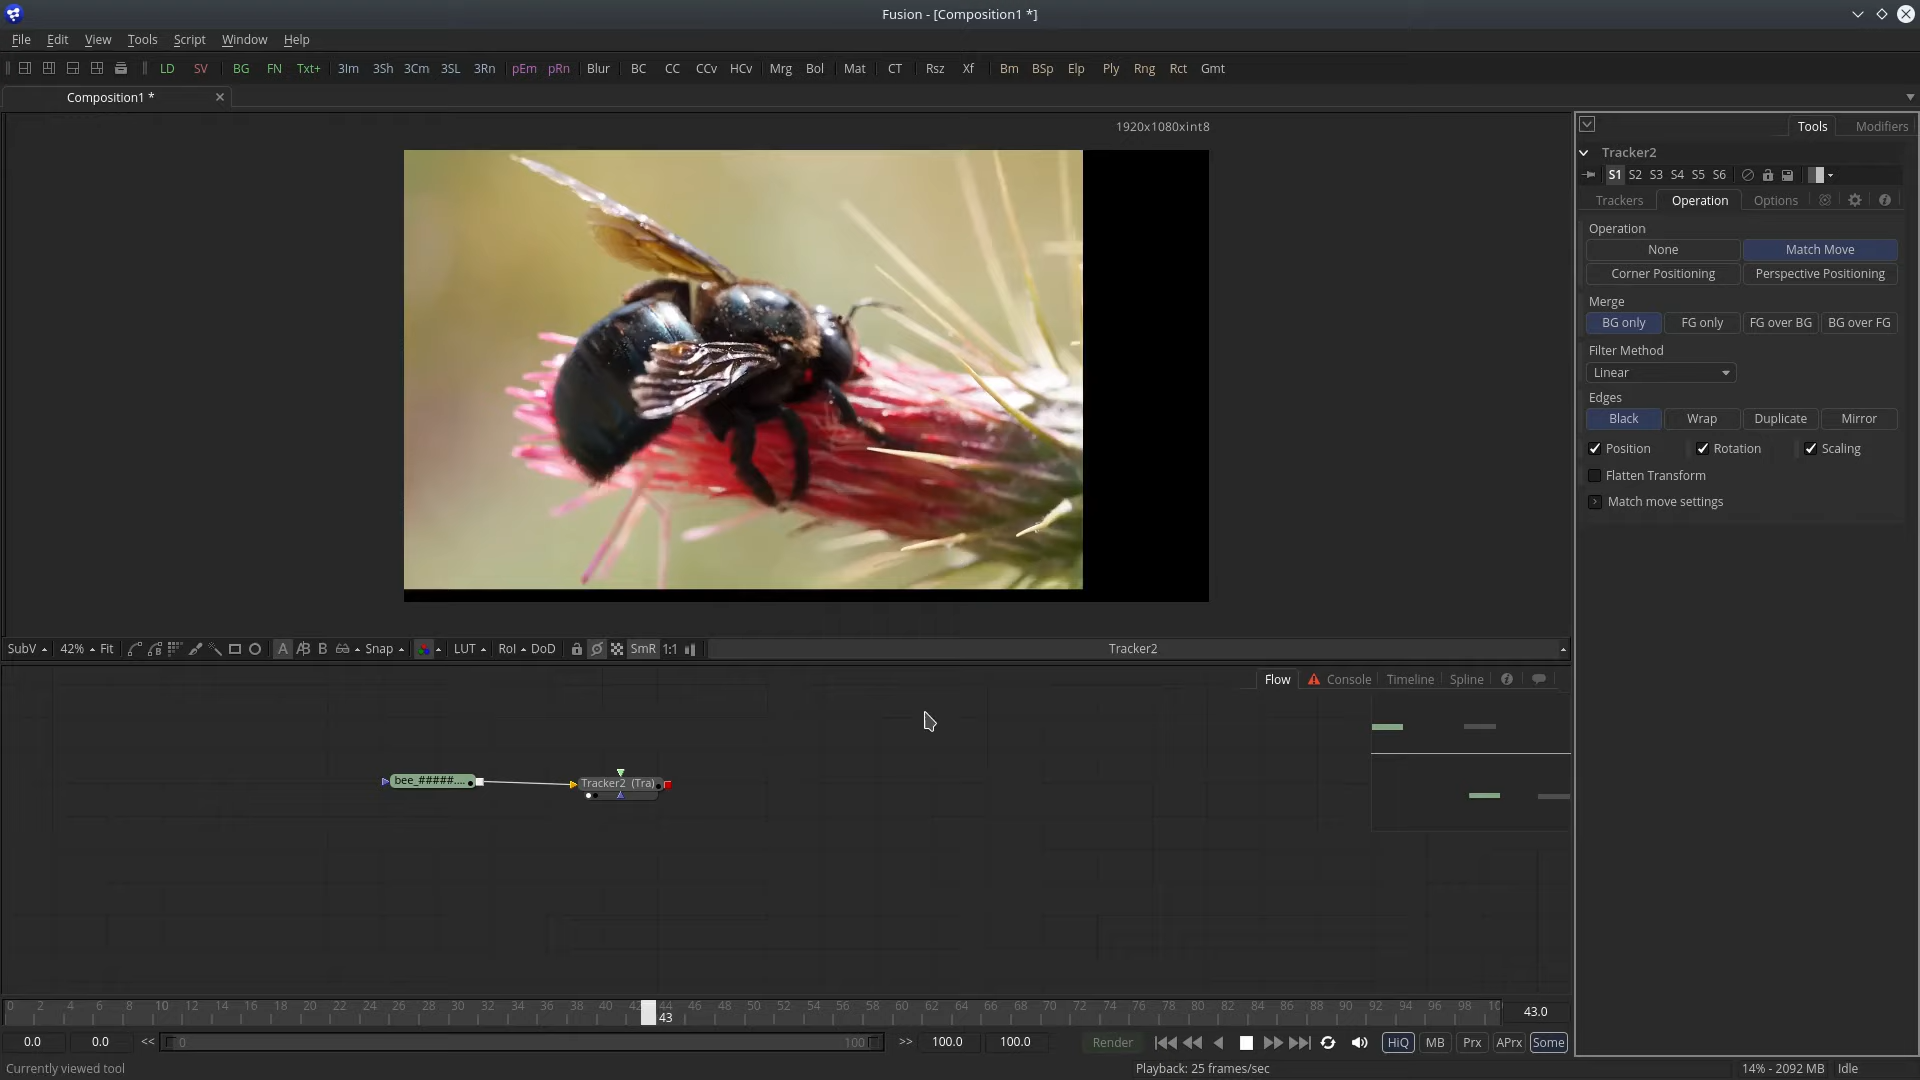 Fusion - [Composition1 *]
File Edit View Tools Script Window Help
LD SV BG FN Txt+ 3Im 3Sh 3Cm 3SL 3Rn pEm pRn Blur BC CC CCv HCv Mrg Bol Mat CT Rsz Xf Bm BSp Elp Ply Rng Rct Gmt
Composition1 *
1920x1080xint8
Tools Modifiers
Tracker2
S1 S2 S3 S4 S5 S6
Trackers Operation Options
Operation
None Match Move
Corner Positioning Perspective Positioning
Merge
BG only FG only FG over BG BG over FG
Filter Method
Linear
Edges
Black Wrap Duplicate Mirror
Position Rotation Scaling
Flatten Transform
Match move settings
SubV 42% Fit A B Snap LUT RoI DoD SmR 1:1 Tracker2
Flow Console Timeline Spline
bee_#####.... Tracker2 (Tra)
0 2 4 6 8 10 12 14 16 18 20 22 24 26 28 30 32 34 36 38 40 42 44 46 48 50 52 54 56 58 60 62 64 66 68 70 72 74 76 78 80 82 84 86 88 90 92 94 96 98 10
43 43.0
0.0 0.0 << 0 100 >> 100.0 100.0 Render HiQ MB Prx APrx Some
Currently viewed tool Playback: 25 frames/sec 14% - 2092 MB Idle